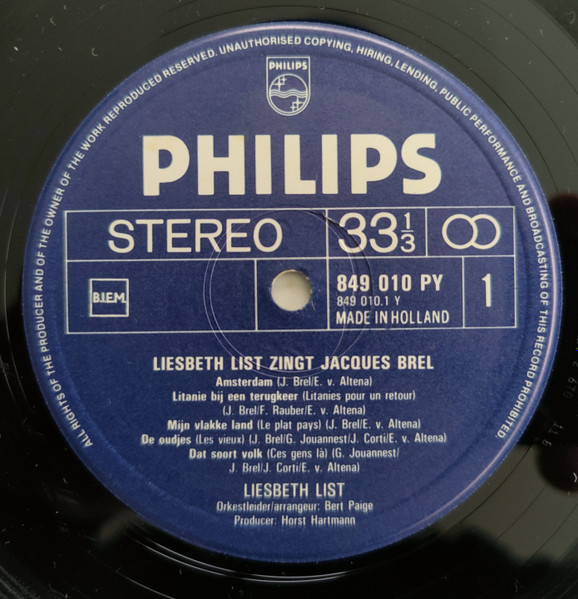 ALL RIGHTS OF THE PRODUCER AND OF THE OWNER OF THE WORK REPRODUCED RESERVED. UNAUTHORISED COPYING, HIRING, LENDING, PUBLIC PERFORMANCE AND BROADCASTING OF THIS RECORD PROHIBITED
PHILIPS
PHILIPS
STEREO 33 1/3
B.I.E.M. 849 010 PY 1
849 010.1 Y
MADE IN HOLLAND
LIESBETH LIST ZINGT JACQUES BREL
Amsterdam (J. Brel/E. v. Altena)
Litanie bij een terugkeer (Litanies pour un retour)
(J. Brel/F. Rauber/E. v. Altena)
Mijn vlakke land (Le plat pays) (J. Brel/E. v. Altena)
De oudjes (Les vieux) (J. Brel/G. Jouannest/J. Corti/E. v. Altena)
Dat soort volk (Ces gens là) (G. Jouannest/
J. Brel/J. Corti/E. v. Altena)
LIESBETH LIST
Orkestleider/arrangeur: Bert Paige
Producer: Horst Hartmann